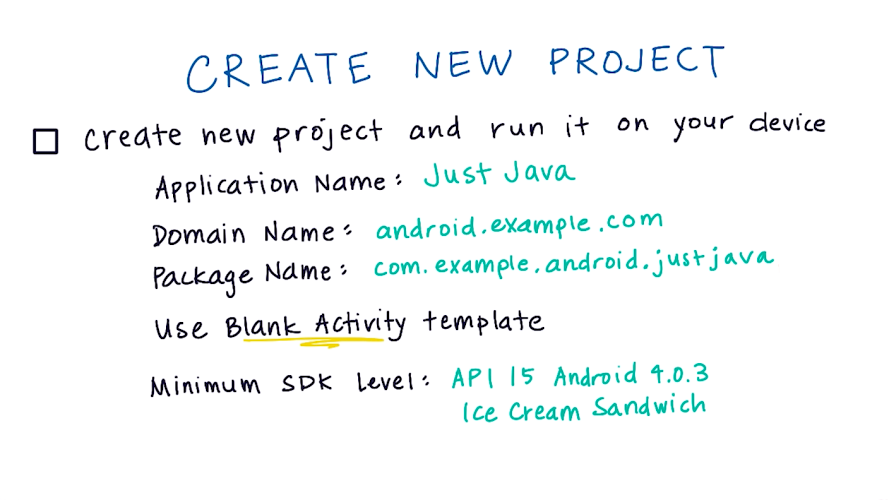 CREATE NEW PROJECT
Create new project and run it on your device
Application Name: Just Java
Domain Name: android.example.com
Package Name: com.example.android.justjava
Use Blank Activity template
Minimum SDK Level: API 15 Android 4.0.3
Ice Cream Sandwich